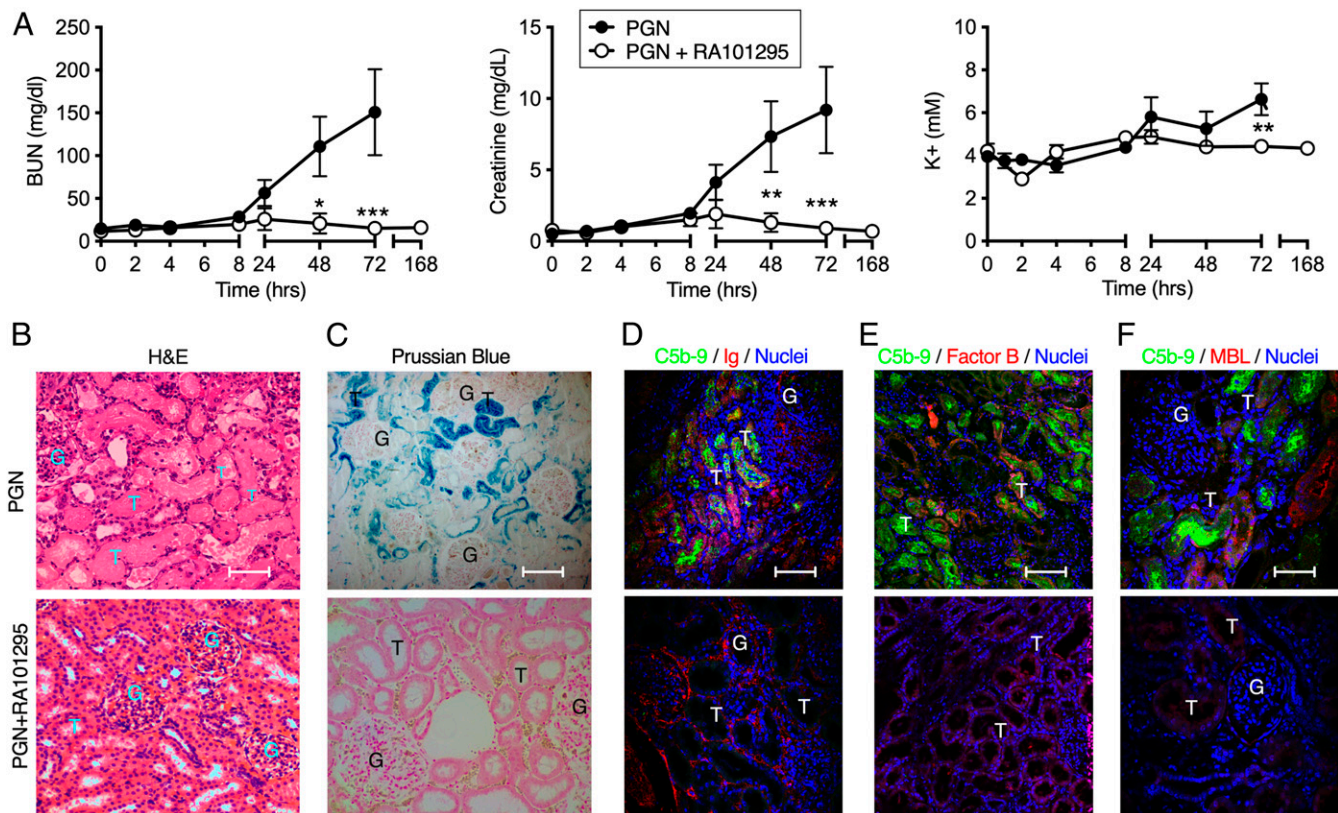 A
BUN (mg/dl)
250
200
150
100
50
0
0 2 4 6 8 24 48 72 168
Time (hrs)
* ***
Creatinine (mg/dL)
15
10
5
0
0 2 4 6 8 24 48 72 168
Time (hrs)
** ***
PGN
PGN + RA101295
K+ (mM)
10
8
6
4
2
0
0 2 4 6 8 24 48 72 168
Time (hrs)
**
B
H&E
C
Prussian Blue
D
C5b-9 / Ig / Nuclei
E
C5b-9 / Factor B / Nuclei
F
C5b-9 / MBL / Nuclei
PGN
G T T T T
T G T G G
G T T
T T
G T T
PGN+RA101295
G G T G
T T G G
G T T
T T
T G T